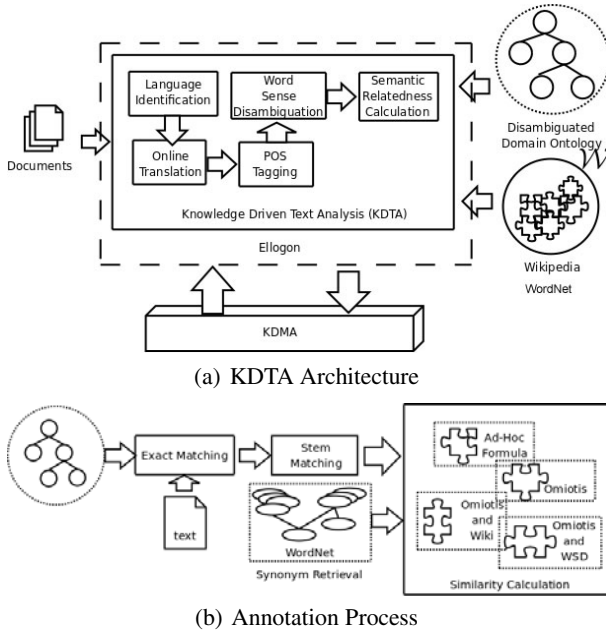 Language
Identification
Word
Sense
Disambiguation
Semantic
Relatedness
Calculation
Documents
Online
Translation
POS
Tagging
Knowledge Driven Text Analysis (KDTA)
Ellogon
Disambiguated
Domain Ontology
W
Wikipedia
WordNet
KDMA
(a) KDTA Architecture
Exact Matching
Stem
Matching
text
WordNet
Synonym Retrieval
Ad-Hoc
Formula
Omiotis
Omiotis
and
Wiki
Omiotis
and
WSD
Similarity Calculation
(b) Annotation Process